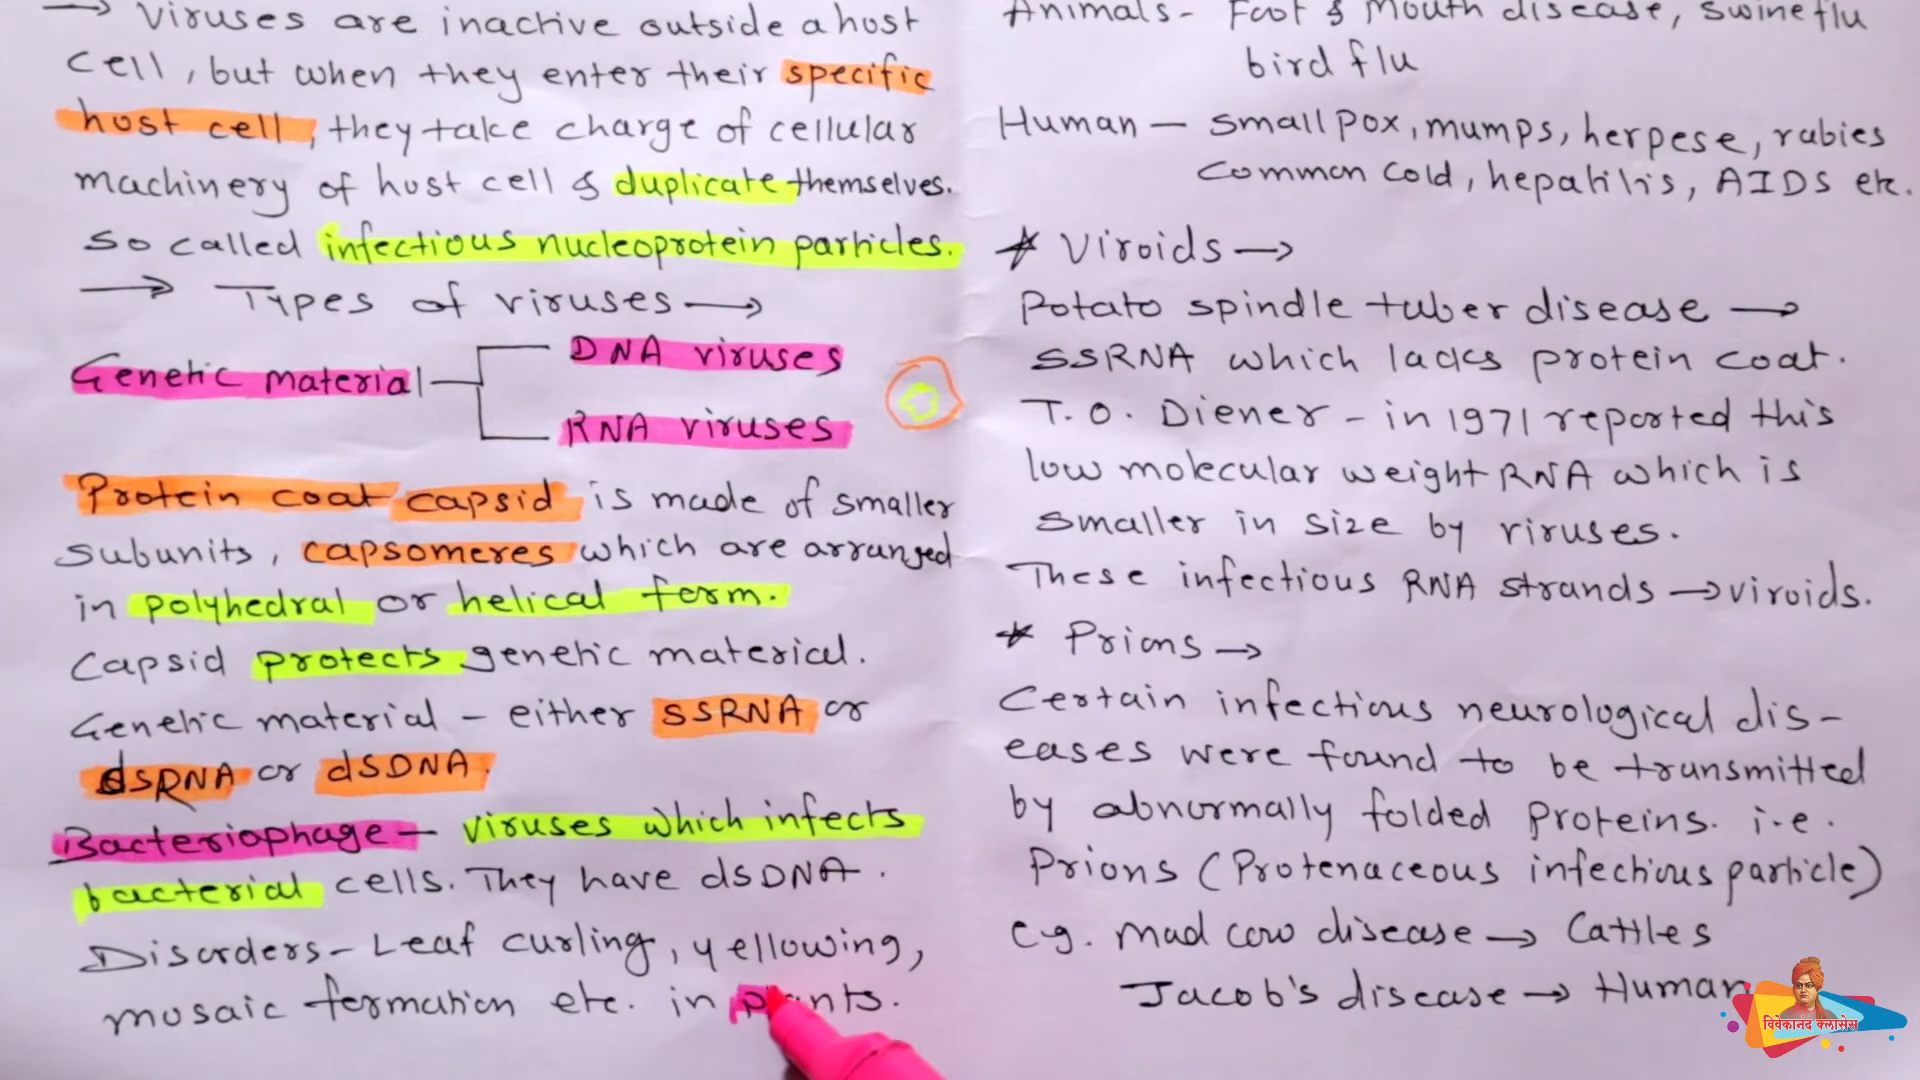 → Viruses are inactive outside a host
cell, but when they enter their specific
host cell, they take charge of cellular
machinery of host cell & duplicate themselves.
so called infectious nucleoprotein particles.
→ Types of viruses →
Genetic material
DNA viruses
RNA viruses
Protein coat capsid is made of smaller
subunits, capsomeres which are arranged
in polyhedral or helical form.
Capsid protects genetic material.
Genetic material - either SSRNA or
dsRNA or dSDNA.
Bacteriophage - viruses which infects
bacterial cells. They have dsDNA.
Disorders - Leaf curling, yellowing,
mosaic formation etc. in plants.
Animals - Foot & Mouth disease, swine flu
bird flu
Human - small pox, mumps, herpese, rabies
Common cold, hepatitis, AIDS etc.
* Viroids →
Potato spindle tuber disease →
SSRNA which lacks protein coat.
T. O. Diener - in 1971 reported this
low molecular weight RNA which is
smaller in size by viruses.
These infectious RNA strands → viroids.
* Prions →
Certain infectious neurological dis-
eases were found to be transmitted
by abnormally folded proteins. i.e.
Prions (Protenaceous infectious particle)
e.g. mad cow disease → Cattles
Jacob's disease → Human
विवेकानंद क्लासेस